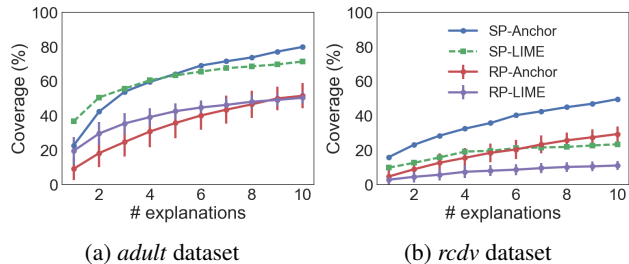 Coverage (%)
100
80
60
40
20
0
2
4
6
8
10
# explanations
(a) adult dataset
Coverage (%)
100
80
60
40
20
0
SP-Anchor
SP-LIME
RP-Anchor
RP-LIME
2
4
6
8
10
# explanations
(b) rcdv dataset